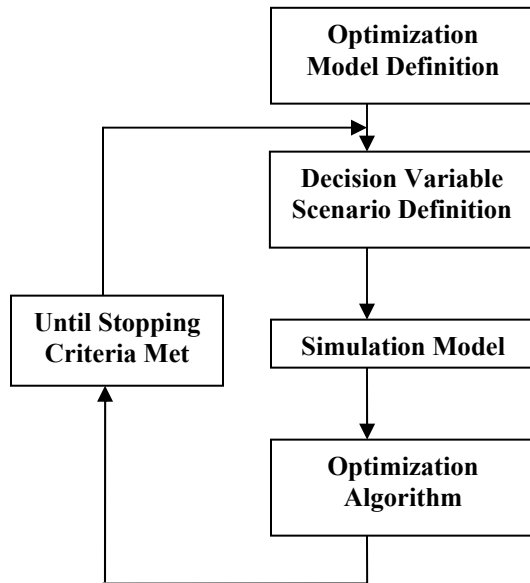 Optimization
Model Definition
Decision Variable
Scenario Definition
Until Stopping
Criteria Met
Simulation Model
Optimization
Algorithm